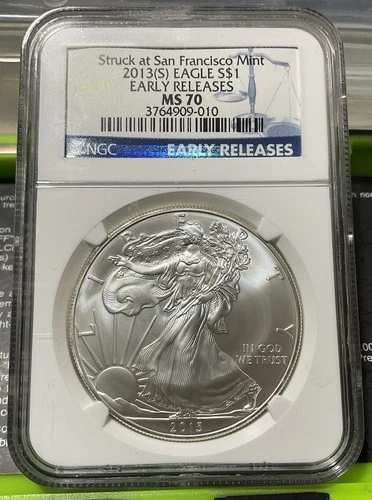 Struck at San Francisco Mint
2013(S) EAGLE S$1
EARLY RELEASES
MS 70
3764909-010
NGC
EARLY RELEASES
LIBERTY
IN GOD
WE TRUST
2013